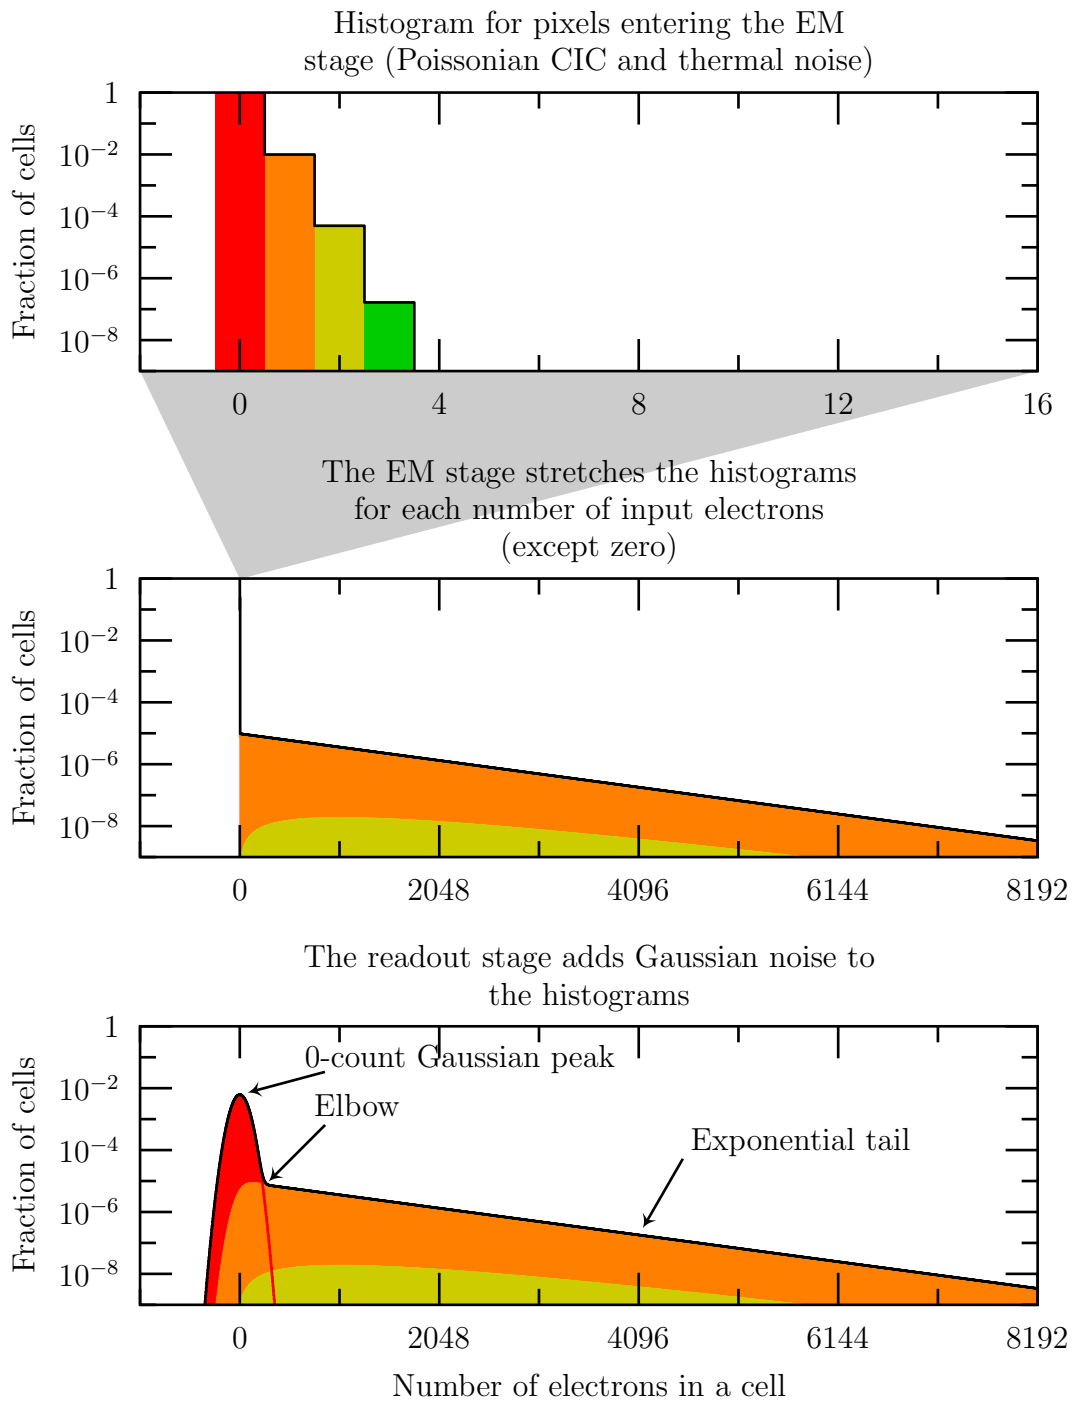 Histogram for pixels entering the EM
stage (Poissonian CIC and thermal noise)
Fraction of cells
1
10⁻²
10⁻⁴
10⁻⁶
10⁻⁸
0 4 8 12 16
The EM stage stretches the histograms
for each number of input electrons
(except zero)
Fraction of cells
1
10⁻²
10⁻⁴
10⁻⁶
10⁻⁸
0 2048 4096 6144 8192
The readout stage adds Gaussian noise to
the histograms
Fraction of cells
1
10⁻²
10⁻⁴
10⁻�6
10⁻⁸
0-count Gaussian peak
Elbow
Exponential tail
0 2048 4096 6144 8192
Number of electrons in a cell